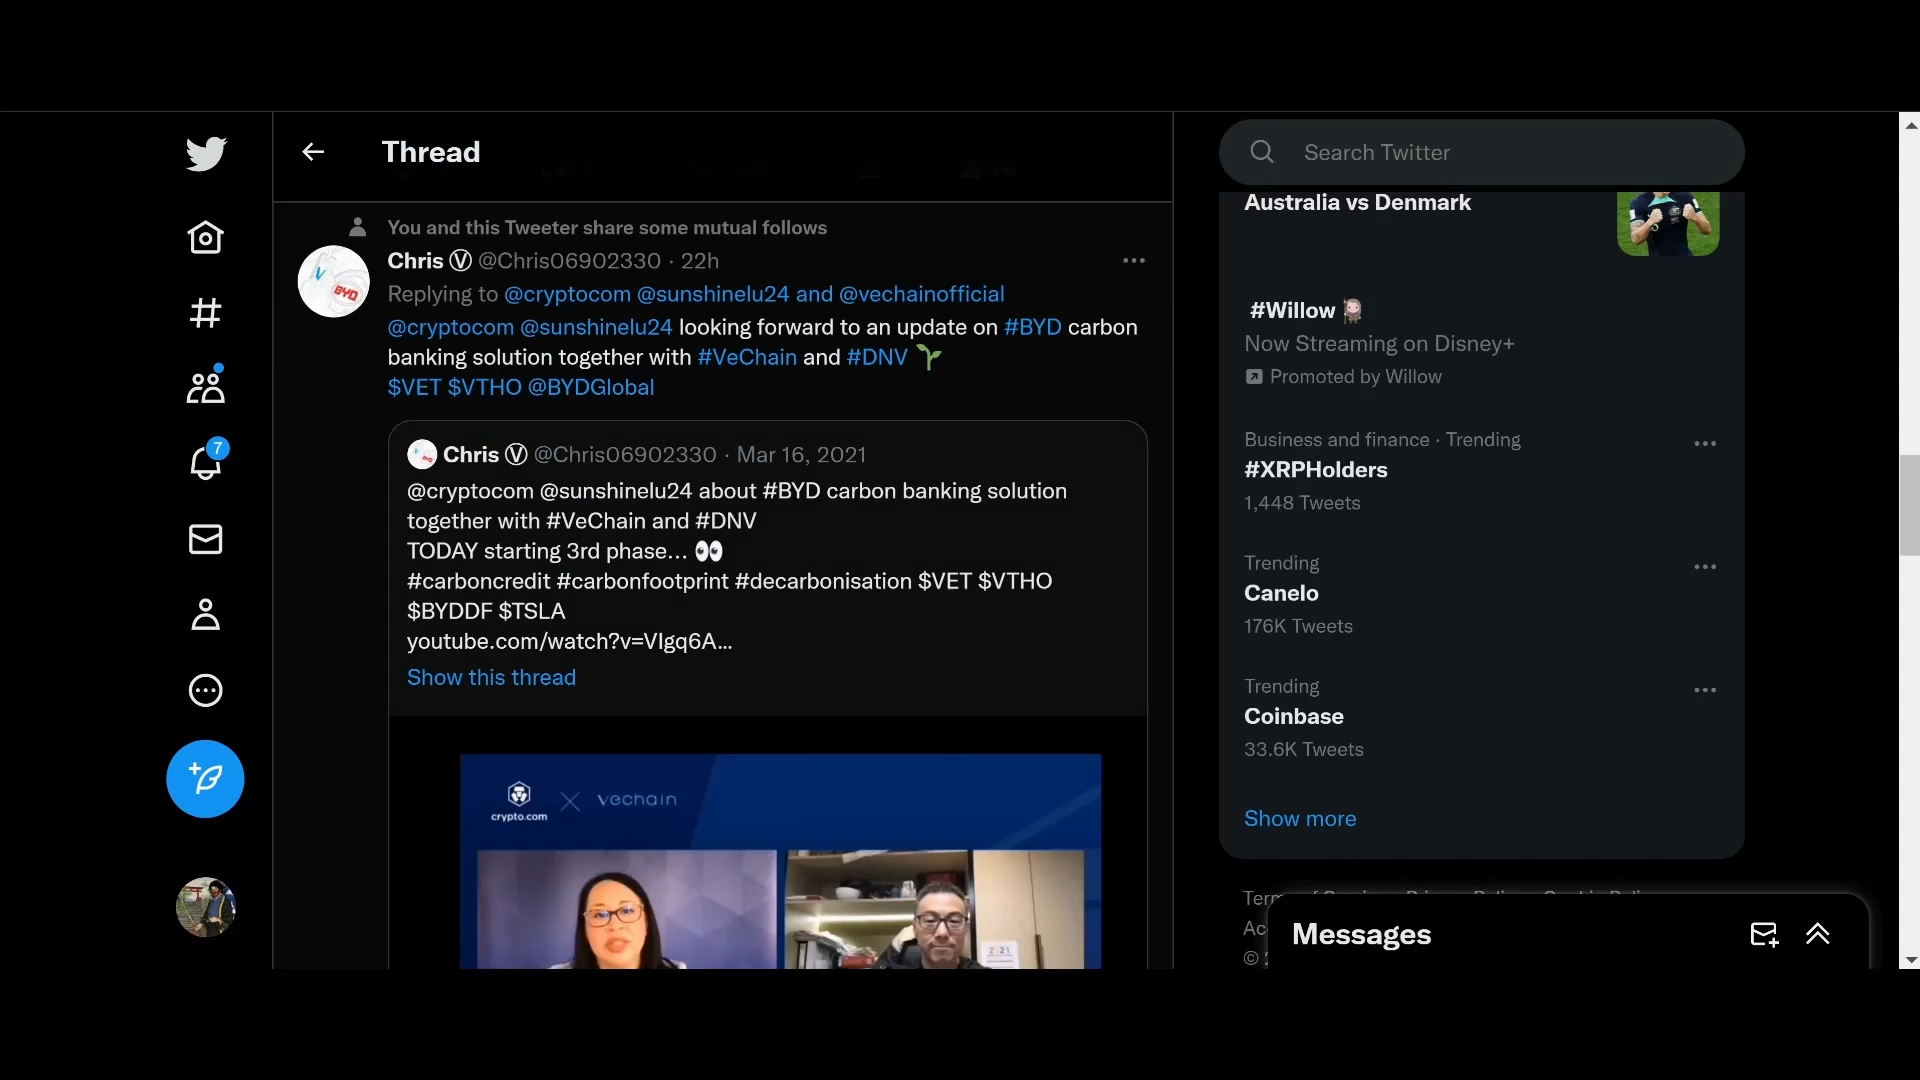 Thread
You and this Tweeter share some mutual follows
Chris Ⓥ @Chris06902330 · 22h
Replying to @cryptocom @sunshinelu24 and @vechainofficial
@cryptocom @sunshinelu24 looking forward to an update on #BYD carbon
banking solution together with #VeChain and #DNV 🌱
$VET $VTHO @BYDGlobal
Chris Ⓥ @Chris06902330 · Mar 16, 2021
@cryptocom @sunshinelu24 about #BYD carbon banking solution
together with #VeChain and #DNV
TODAY starting 3rd phase... 👀
#carboncredit #carbonfootprint #decarbonisation $VET $VTHO
$BYDDF $TSLA
youtube.com/watch?v=VIgq6A...
Show this thread
crypto.com
vechain
2021
V
BYD
7
Search Twitter
Australia vs Denmark
#Willow
Now Streaming on Disney+
Promoted by Willow
Business and finance · Trending
#XRPHolders
1,448 Tweets
Trending
Canelo
176K Tweets
Trending
Coinbase
33.6K Tweets
Show more
Messages